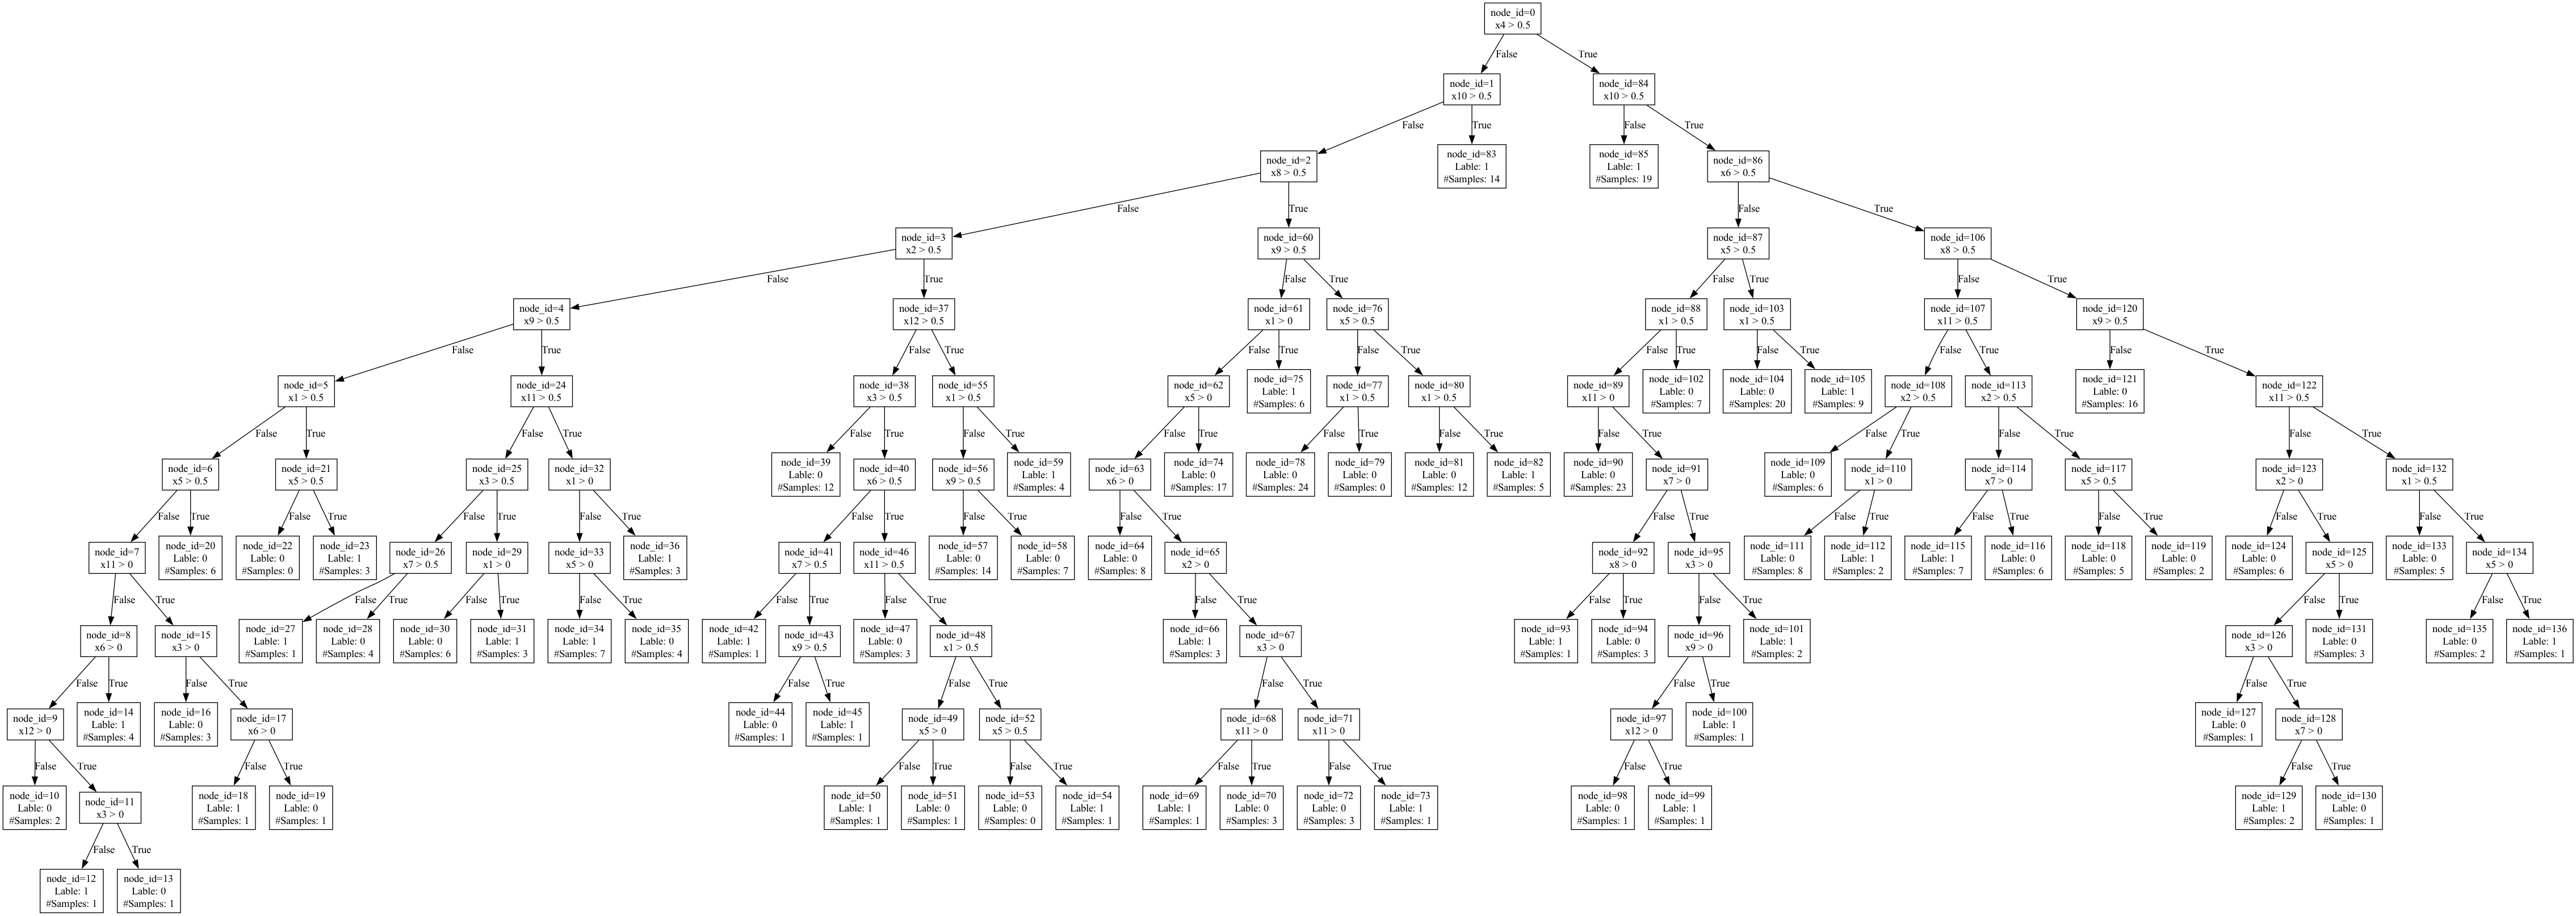 node_id=0
x4 > 0.5
False
True
node_id=1
x10 > 0.5
node_id=84
x10 > 0.5
False
True
False
True
node_id=2
x8 > 0.5
node_id=83
Lable: 1
#Samples: 14
node_id=85
Lable: 1
#Samples: 19
node_id=86
x6 > 0.5
False
True
False
True
node_id=3
x2 > 0.5
node_id=60
x9 > 0.5
node_id=87
x5 > 0.5
node_id=106
x8 > 0.5
False
True
False
True
False
True
False
True
node_id=4
x9 > 0.5
node_id=37
x12 > 0.5
node_id=61
x1 > 0
node_id=76
x5 > 0.5
node_id=88
x1 > 0.5
node_id=103
x1 > 0.5
node_id=107
x11 > 0.5
node_id=120
x9 > 0.5
False
True
False
True
False
True
False
True
False
True
False
True
False
True
False
True
node_id=5
x1 > 0.5
node_id=24
x11 > 0.5
node_id=38
x3 > 0.5
node_id=55
x1 > 0.5
node_id=62
x5 > 0
node_id=75
Lable: 1
#Samples: 6
node_id=77
x1 > 0.5
node_id=80
x1 > 0.5
node_id=89
x11 > 0
node_id=102
Lable: 0
#Samples: 7
node_id=104
Lable: 0
#Samples: 20
node_id=105
Lable: 1
#Samples: 9
node_id=108
x2 > 0.5
node_id=113
x2 > 0.5
node_id=121
Lable: 0
#Samples: 16
node_id=122
x11 > 0.5
False
True
False
True
False
True
False
True
False
True
False
True
False
True
False
True
False
True
False
True
False
True
node_id=6
x5 > 0.5
node_id=21
x5 > 0.5
node_id=25
x3 > 0.5
node_id=32
x1 > 0
node_id=39
Lable: 0
#Samples: 12
node_id=40
x6 > 0.5
node_id=56
x9 > 0.5
node_id=59
Lable: 1
#Samples: 4
node_id=63
x6 > 0
node_id=74
Lable: 0
#Samples: 17
node_id=78
Lable: 0
#Samples: 24
node_id=79
Lable: 0
#Samples: 0
node_id=81
Lable: 0
#Samples: 12
node_id=82
Lable: 1
#Samples: 5
node_id=90
Lable: 0
#Samples: 23
node_id=91
x7 > 0
node_id=109
Lable: 0
#Samples: 6
node_id=110
x1 > 0
node_id=114
x7 > 0
node_id=117
x5 > 0.5
node_id=123
x2 > 0
node_id=132
x1 > 0.5
False
True
False
True
False
True
False
True
False
True
False
True
False
True
False
True
False
True
False
True
False
True
False
True
False
True
node_id=7
x11 > 0
node_id=20
Lable: 0
#Samples: 6
node_id=22
Lable: 0
#Samples: 0
node_id=23
Lable: 1
#Samples: 3
node_id=26
x7 > 0.5
node_id=29
x1 > 0
node_id=33
x5 > 0
node_id=36
Lable: 1
#Samples: 3
node_id=41
x7 > 0.5
node_id=46
x11 > 0.5
node_id=57
Lable: 0
#Samples: 14
node_id=58
Lable: 0
#Samples: 7
node_id=64
Lable: 0
#Samples: 8
node_id=65
x2 > 0
node_id=92
x8 > 0
node_id=95
x3 > 0
node_id=111
Lable: 0
#Samples: 8
node_id=112
Lable: 1
#Samples: 2
node_id=115
Lable: 1
#Samples: 7
node_id=116
Lable: 0
#Samples: 6
node_id=118
Lable: 0
#Samples: 5
node_id=119
Lable: 0
#Samples: 2
node_id=124
Lable: 0
#Samples: 6
node_id=125
x5 > 0
node_id=133
Lable: 0
#Samples: 5
node_id=134
x5 > 0
False
True
False
True
False
True
False
True
False
True
False
True
False
True
False
True
False
True
False
True
False
True
node_id=8
x6 > 0
node_id=15
x3 > 0
node_id=27
Lable: 1
#Samples: 1
node_id=28
Lable: 0
#Samples: 4
node_id=30
Lable: 0
#Samples: 6
node_id=31
Lable: 1
#Samples: 3
node_id=34
Lable: 1
#Samples: 7
node_id=35
Lable: 0
#Samples: 4
node_id=42
Lable: 1
#Samples: 1
node_id=43
x9 > 0.5
node_id=47
Lable: 0
#Samples: 3
node_id=48
x1 > 0.5
node_id=66
Lable: 1
#Samples: 3
node_id=67
x3 > 0
node_id=93
Lable: 1
#Samples: 1
node_id=94
Lable: 0
#Samples: 3
node_id=96
x9 > 0
node_id=101
Lable: 1
#Samples: 2
node_id=126
x3 > 0
node_id=131
Lable: 0
#Samples: 3
node_id=135
Lable: 0
#Samples: 2
node_id=136
Lable: 1
#Samples: 1
False
True
False
True
False
True
False
True
False
True
False
True
False
True
node_id=9
x12 > 0
node_id=14
Lable: 1
#Samples: 4
node_id=16
Lable: 0
#Samples: 3
node_id=17
x6 > 0
node_id=44
Lable: 0
#Samples: 1
node_id=45
Lable: 1
#Samples: 1
node_id=49
x5 > 0
node_id=52
x5 > 0.5
node_id=68
x11 > 0
node_id=71
x11 > 0
node_id=97
x12 > 0
node_id=100
Lable: 1
#Samples: 1
node_id=127
Lable: 0
#Samples: 1
node_id=128
x7 > 0
False
True
False
True
False
True
False
True
False
True
False
True
False
True
False
True
node_id=10
Lable: 0
#Samples: 2
node_id=11
x3 > 0
node_id=18
Lable: 1
#Samples: 1
node_id=19
Lable: 0
#Samples: 1
node_id=50
Lable: 1
#Samples: 1
node_id=51
Lable: 0
#Samples: 1
node_id=53
Lable: 0
#Samples: 0
node_id=54
Lable: 1
#Samples: 1
node_id=69
Lable: 1
#Samples: 1
node_id=70
Lable: 0
#Samples: 3
node_id=72
Lable: 0
#Samples: 3
node_id=73
Lable: 1
#Samples: 1
node_id=98
Lable: 0
#Samples: 1
node_id=99
Lable: 1
#Samples: 1
node_id=129
Lable: 1
#Samples: 2
node_id=130
Lable: 0
#Samples: 1
False
True
node_id=12
Lable: 1
#Samples: 1
node_id=13
Lable: 0
#Samples: 1